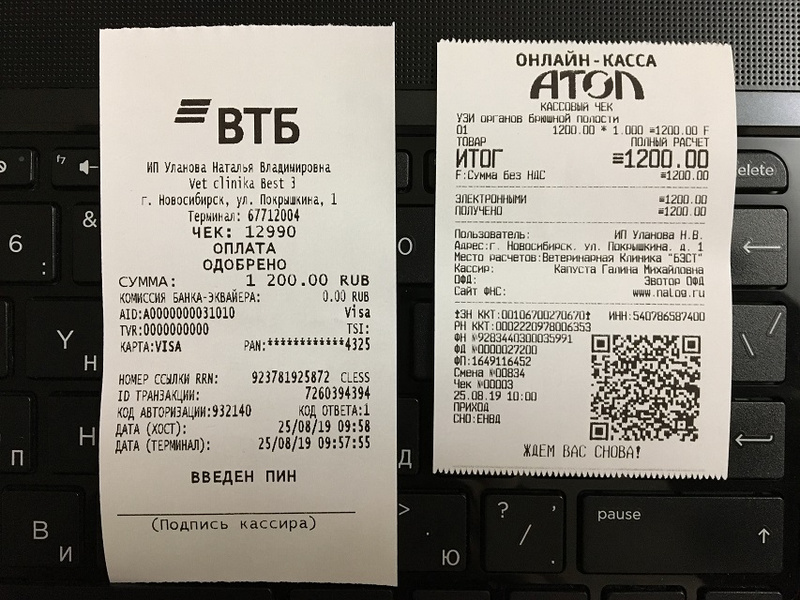 ВТБ
ИП Уланова Наталья Владимировна
Vet clinika Best 3
г. Новосибирск, ул. Покрышкина, 1
Терминал: 67712004
ЧЕК: 12990
ОПЛАТА
ОДОБРЕНО
СУММА: 1 200.00 RUB
КОМИССИЯ БАНКА-ЭКВАЙЕРА: 0.00 RUB
AID:A0000000031010 Visa
TVR:0000000000 TSI:
КАРТА:VISA PAN:************4325
НОМЕР ССЫЛКИ RRN: 923781925872 CLESS
ID ТРАНЗАКЦИИ: 7260394394
КОД АВТОРИЗАЦИИ:932140 КОД ОТВЕТА:1
ДАТА (ХОСТ): 25/08/19 09:58
ДАТА (ТЕРМИНАЛ): 25/08/19 09:57:55
ВВЕДЕН ПИН
(Подпись кассира)
ОНЛАЙН-КАССА
АТОЛ
КАССОВЫЙ ЧЕК
УЗИ органов брюшной полости
01 1200.00 * 1.000 ≡1200.00 F
ТОВАР ПОЛНЫЙ РАСЧЕТ
ИТОГ ≡1200.00
F:Сумма без НДС ≡1200.00
ЭЛЕКТРОННЫМИ ≡1200.00
ПОЛУЧЕНО ≡1200.00
Пользователь: ИП Уланова Н.В.
Адрес:г. Новосибирск. ул. Покрышкина. д. 1
Место расчетов:Ветеринарная Клиника "БЭСТ"
Кассир: Капуста Галина Михайловна
ОФД: Эвотор ОФД
Сайт ФНС: www.nalog.ru
ЗН ККТ:00106700270670 ИНН:540786587400
РН ККТ:0002220978006353
ФН №9283440300035991
ФД №0000027200
ФП:1649116452
Смена №00834
Чек №00003
25.08.19 10:00
ПРИХОД
СНО:ЕНВД
ЖДЕМ ВАС СНОВА!
f7
elete
&
6 :
О
Y
Н
Н
П
Д
В
И
>
.
Ю
? ,
/ .
pause